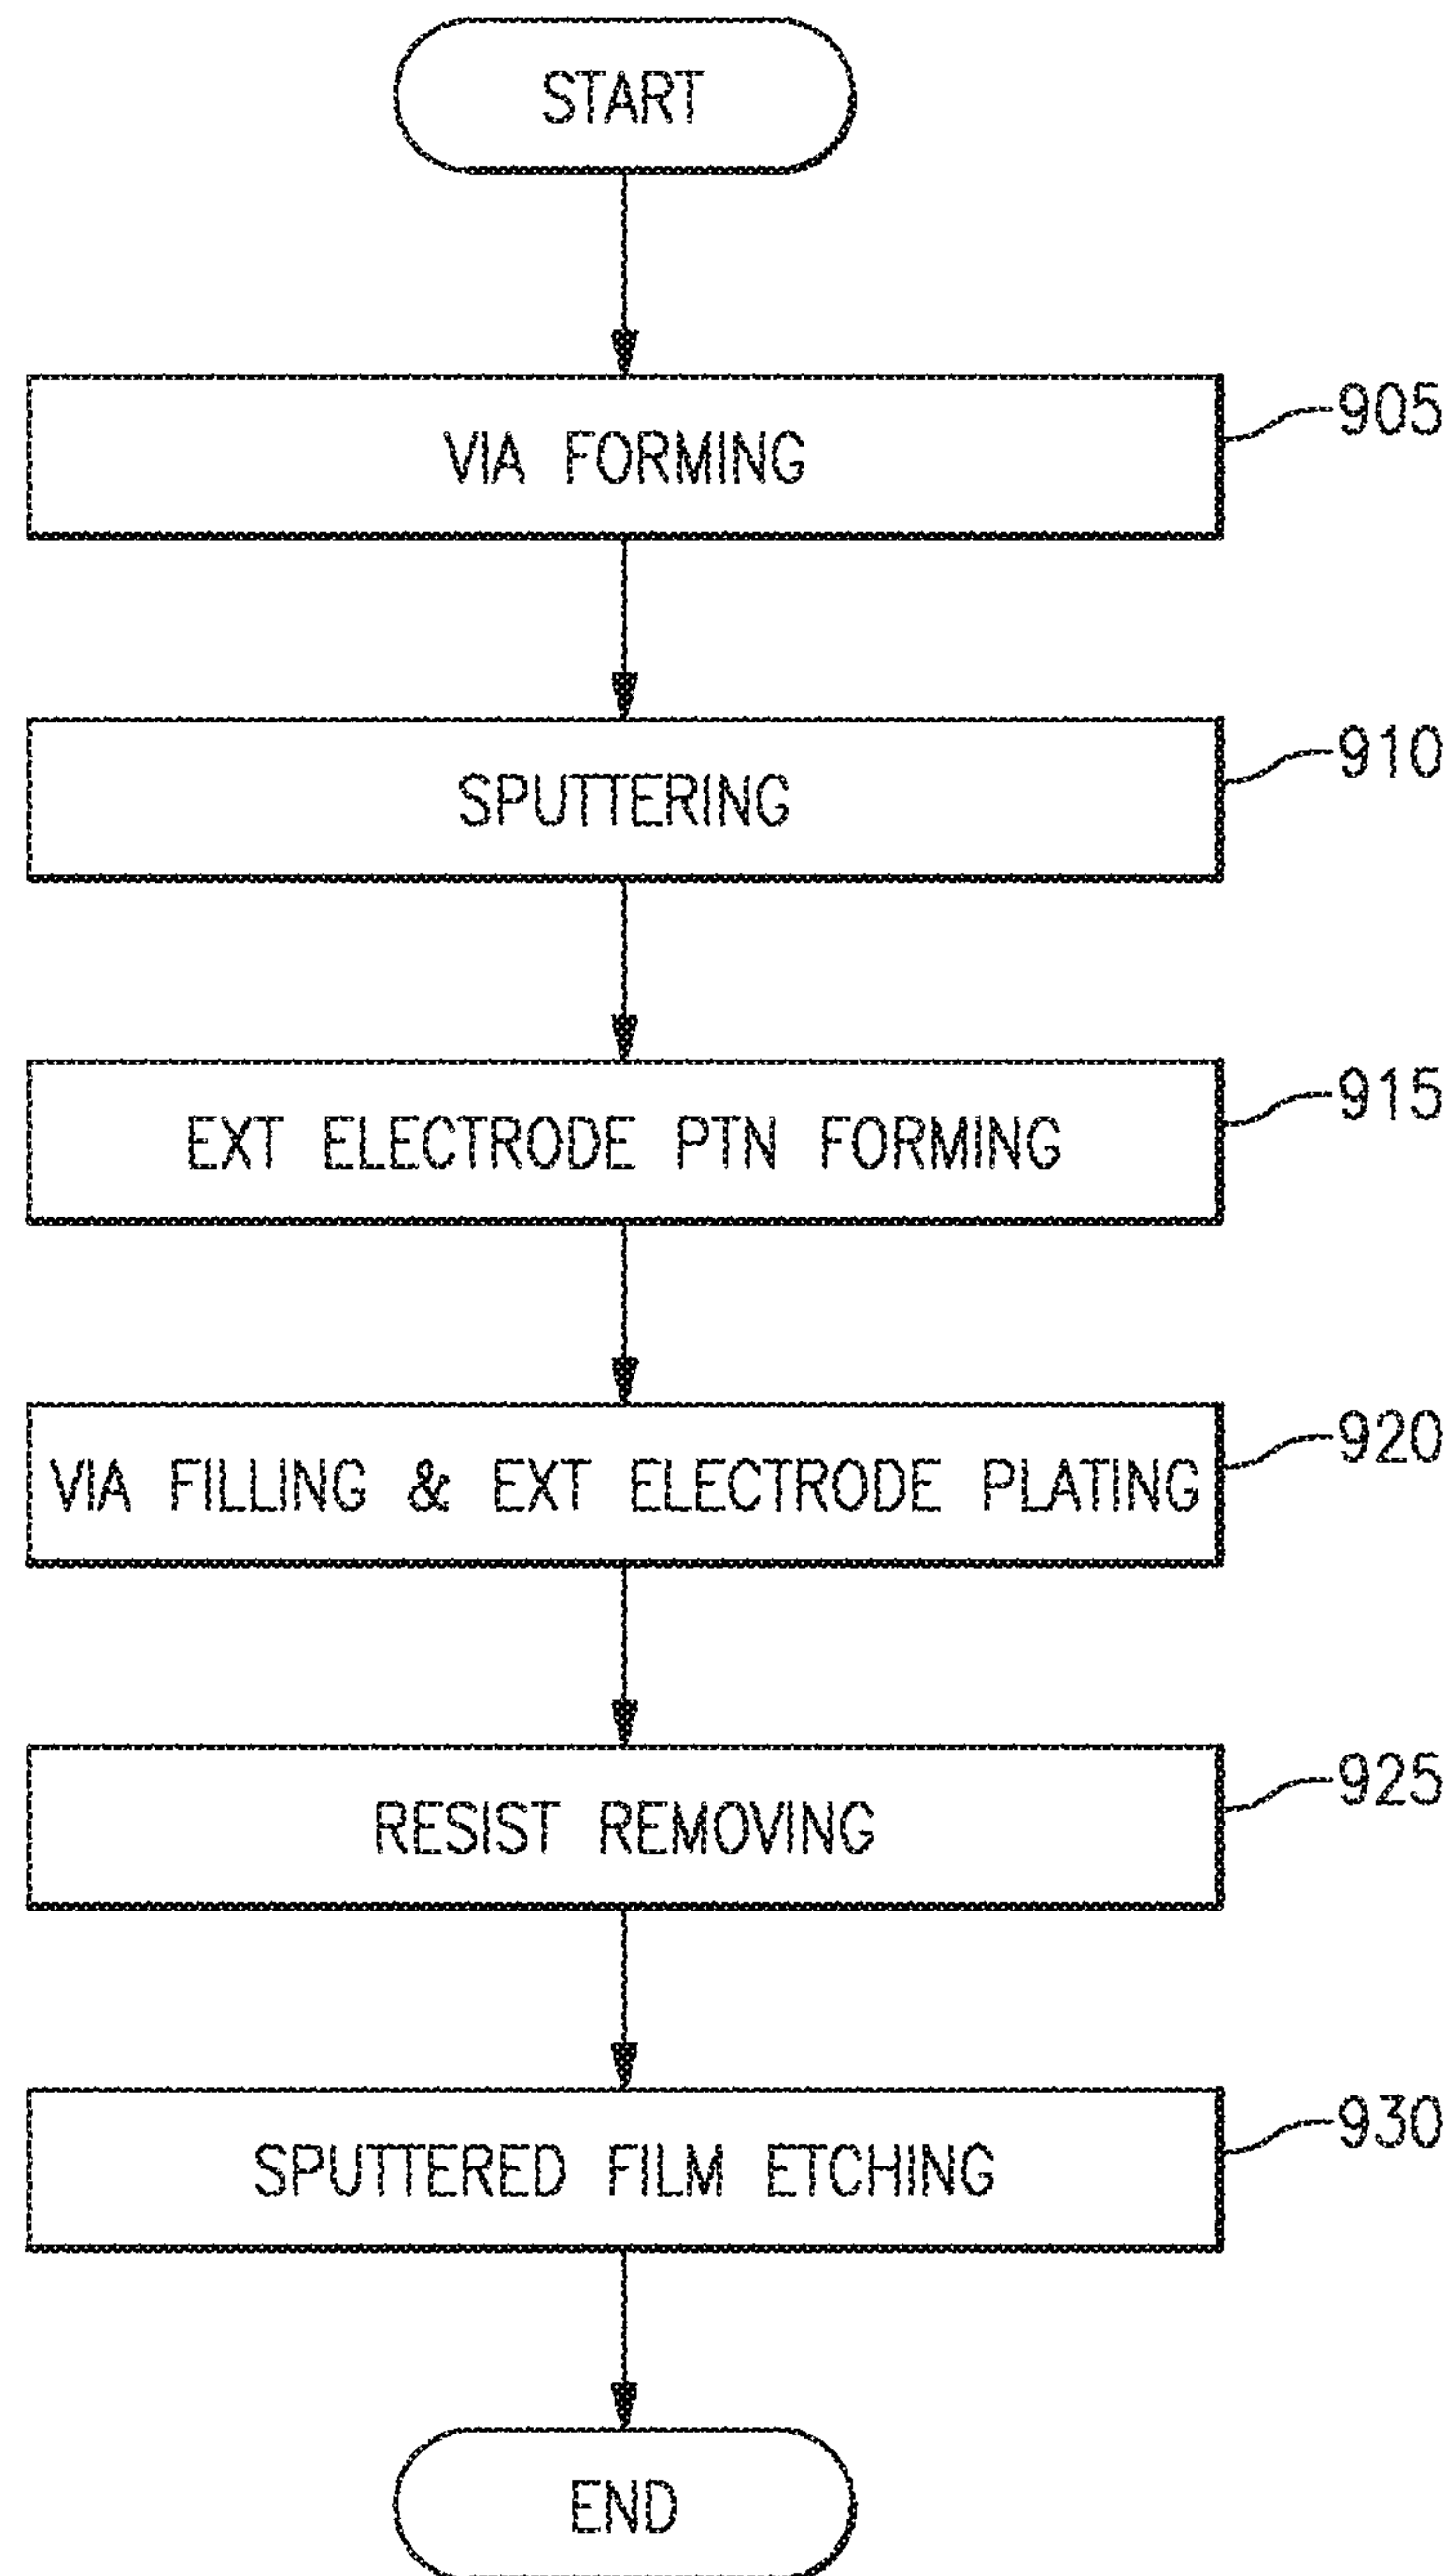 START
VIA FORMING
905
SPUTTERING
910
EXT ELECTRODE PTN FORMING
915
VIA FILLING & EXT ELECTRODE PLATING
920
RESIST REMOVING
925
SPUTTERED FILM ETCHING
930
END